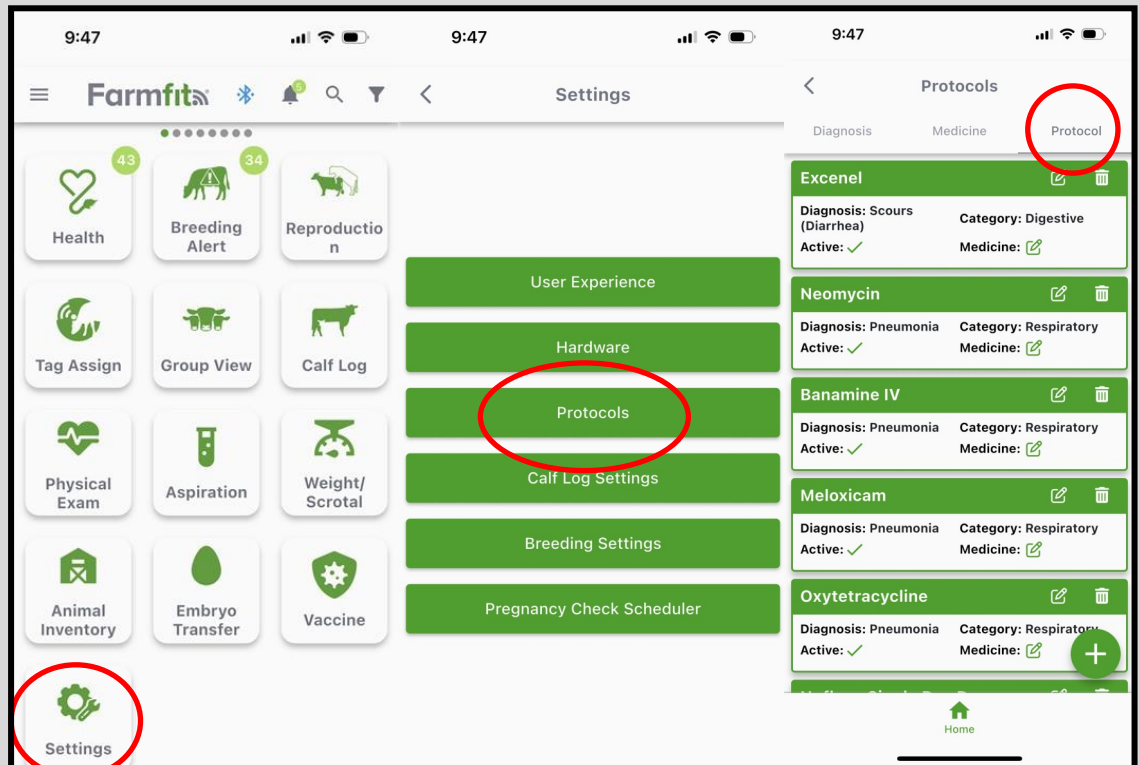 9:47
Farmfit
5
43
Health
34
Breeding
Alert
Reproductio
n
Tag Assign
Group View
Calf Log
Physical
Exam
Aspiration
Weight/
Scrotal
Animal
Inventory
Embryo
Transfer
Vaccine
Settings
9:47
Settings
User Experience
Hardware
Protocols
Calf Log Settings
Breeding Settings
Pregnancy Check Scheduler
9:47
Protocols
Diagnosis Medicine Protocol
Excenel
Diagnosis: Scours
(Diarrhea)
Category: Digestive
Active: Medicine:
Neomycin
Diagnosis: Pneumonia Category: Respiratory
Active: Medicine:
Banamine IV
Diagnosis: Pneumonia Category: Respiratory
Active: Medicine:
Meloxicam
Diagnosis: Pneumonia Category: Respiratory
Active: Medicine:
Oxytetracycline
Diagnosis: Pneumonia Category: Respiratory
Active: Medicine:
Home